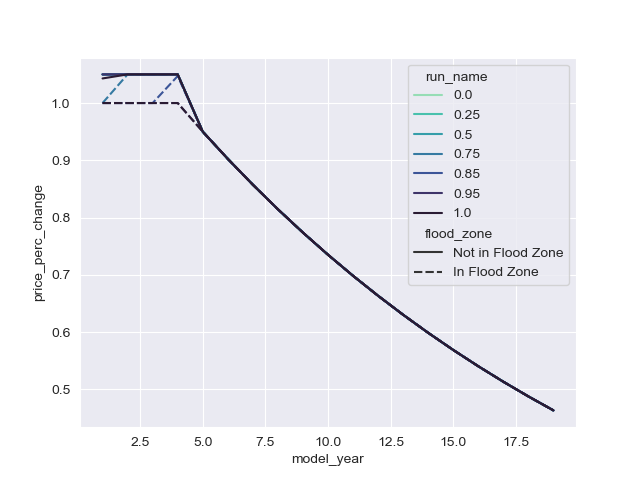 run_name
0.0
0.25
0.5
0.75
0.85
0.95
1.0
flood_zone
Not in Flood Zone
In Flood Zone
price_perc_change
1.0
0.9
0.8
0.7
0.6
0.5
2.5 5.0 7.5 10.0 12.5 15.0 17.5
model_year